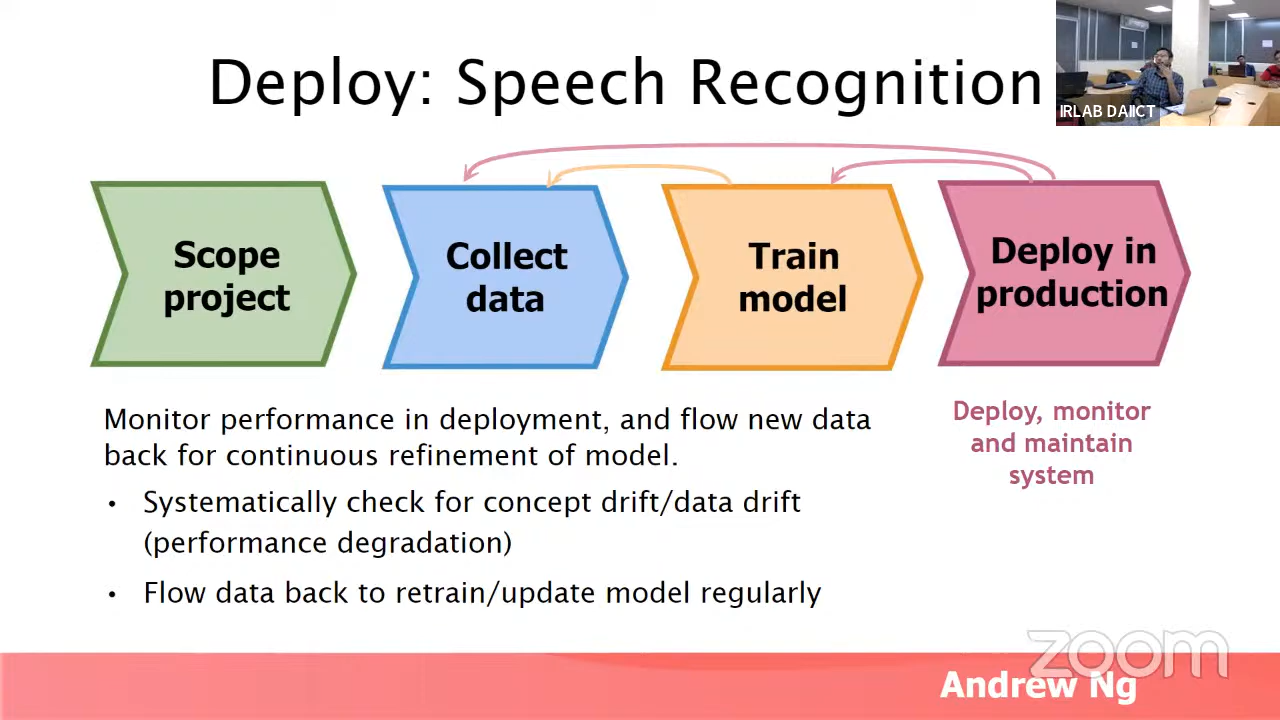 Deploy: Speech Recognition
IRLAB DAIICT
Scope
project
Collect
data
Train
model
Deploy in
production
Monitor performance in deployment, and flow new data
back for continuous refinement of model.
• Systematically check for concept drift/data drift
(performance degradation)
• Flow data back to retrain/update model regularly
Deploy, monitor
and maintain
system
zoom
Andrew Ng